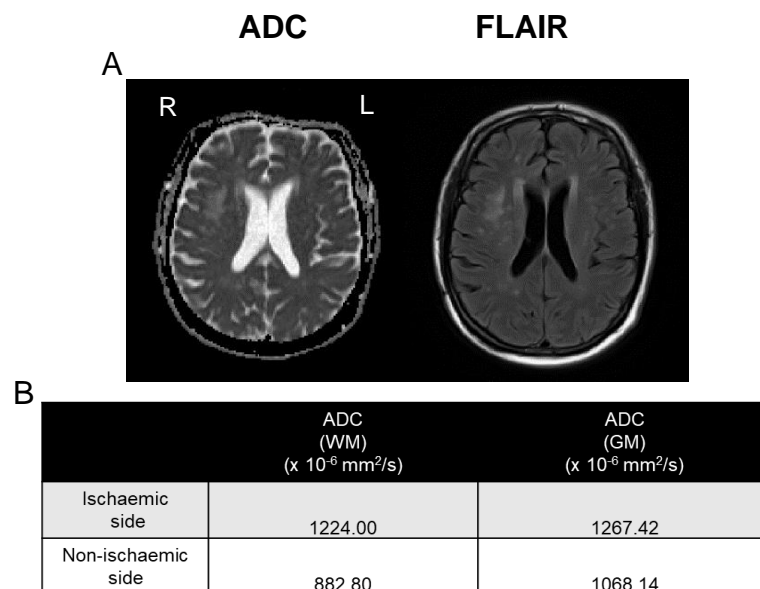 ADC FLAIR
A
R L
B
ADC ADC
(WM) (GM)
(x 10⁻⁶ mm²/s) (x 10⁻⁶ mm²/s)
Ischaemic
side 1224.00 1267.42
Non-ischaemic
side 882.80 1068.14